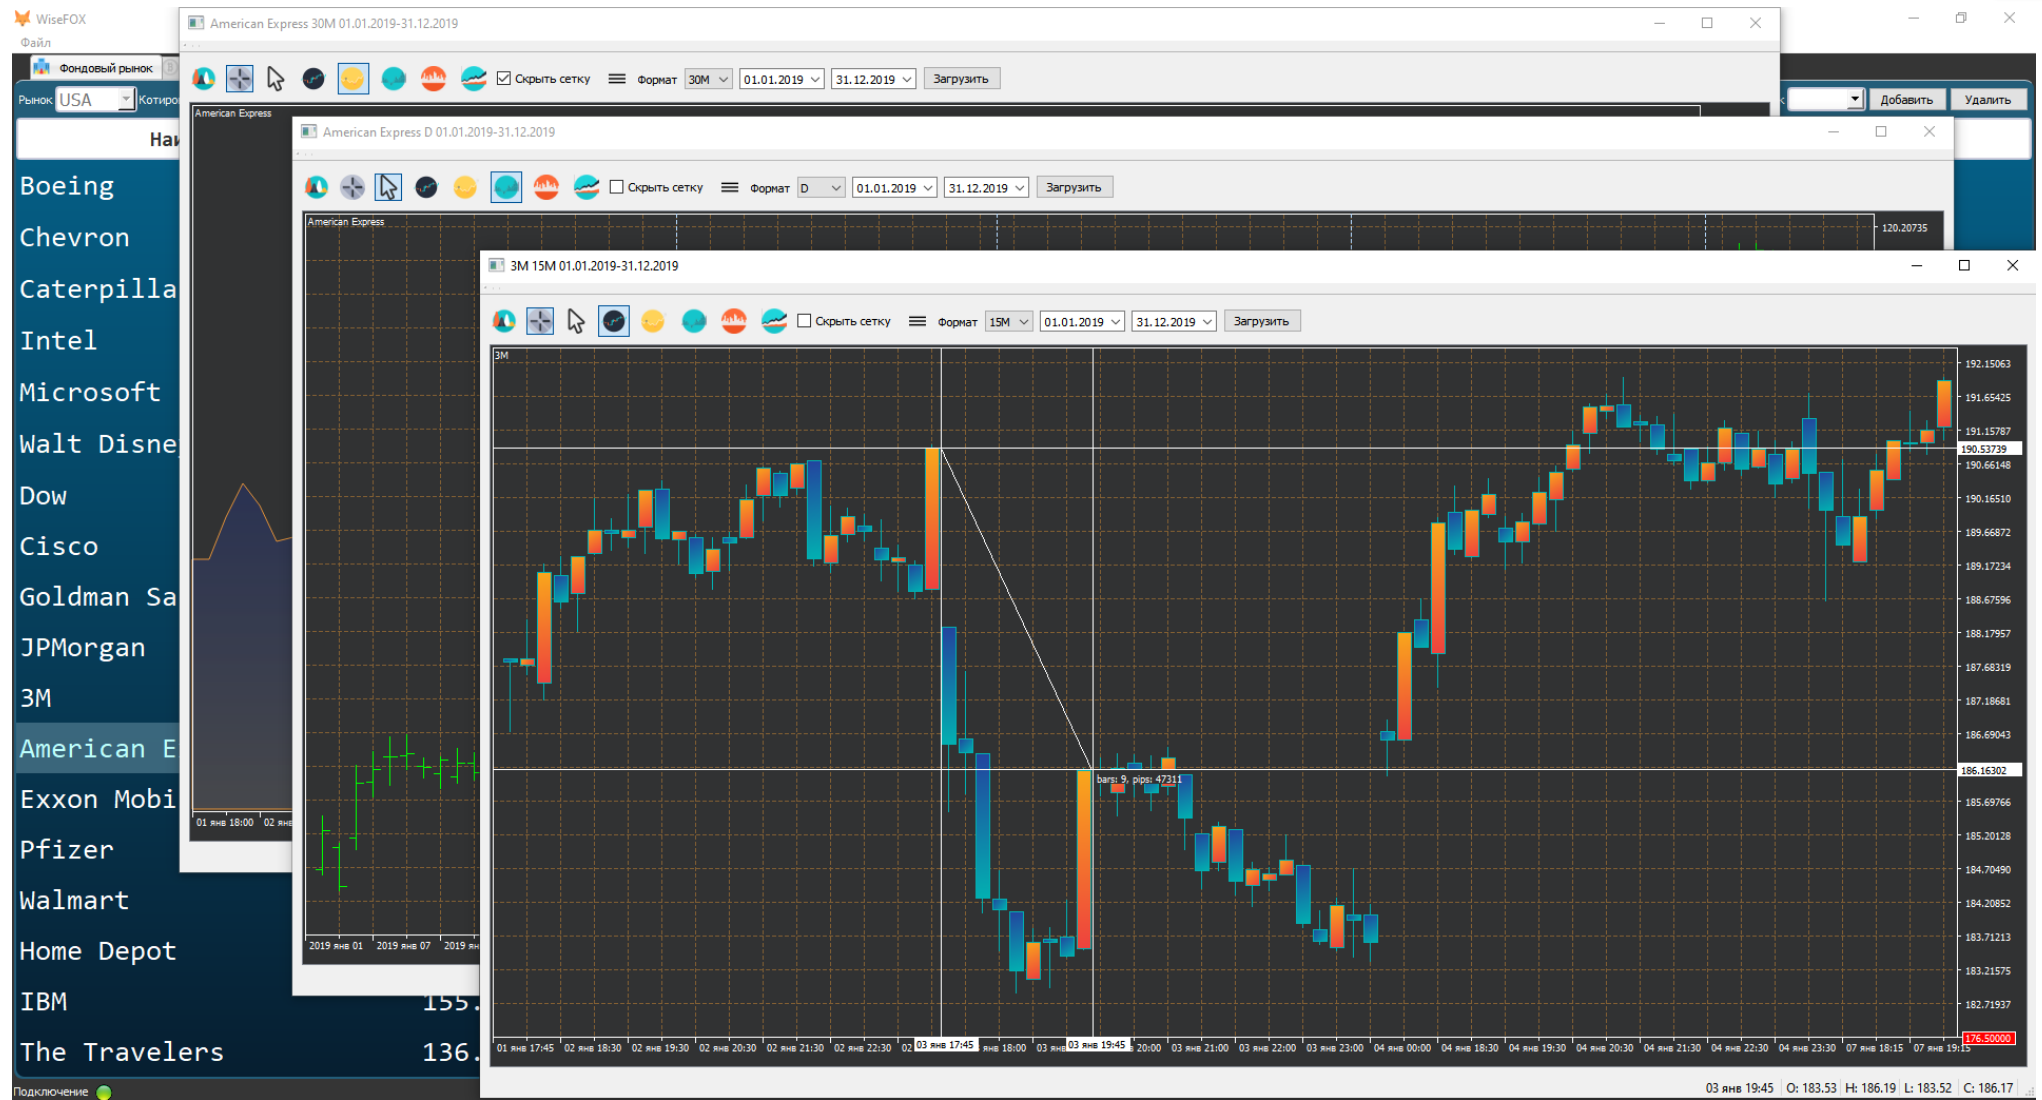 WiseFOX
Файл
Фондовый рынок
Рынок USA
Добавить Удалить
Boeing
Chevron
Intel
Microsoft
Dow
Cisco
JPMorgan
3M
Pfizer
Walmart
Home Depot
IBM 155.
The Travelers 136.
Подключение
American Express 30M 01.01.2019-31.12.2019
Скрыть сетку Формат 30M 01.01.2019 31.12.2019 Загрузить
American Express
01 янв 18:00
American Express D 01.01.2019-31.12.2019
Скрыть сетку Формат D 01.01.2019 31.12.2019 Загрузить
American Express
120.20735
2019 янв 01 2019 янв 07
3M 15M 01.01.2019-31.12.2019
Скрыть сетку Формат 15M 01.01.2019 31.12.2019 Загрузить
3M
192.15063
191.65425
191.15787
190.53739
190.66148
190.16510
189.66872
189.17234
188.67596
188.17957
187.68319
187.18681
186.69043
186.16302
bars: 9, pips: 47311
185.69766
185.20128
184.70490
184.20852
183.71213
183.21575
182.71937
176.50000
01 янв 17:45 02 янв 18:30 02 янв 19:30 02 янв 20:30 02 янв 21:30 02 янв 22:30 03 янв 17:45 янв 18:00 03 янв 19:45 20:00 03 янв 21:00 03 янв 22:00 03 янв 23:00 04 янв 00:00 04 янв 18:30 04 янв 19:30 04 янв 20:30 04 янв 21:30 04 янв 22:30 04 янв 23:30 07 янв 18:15 07 янв 19:15
03 янв 19:45 O: 183.53 H: 186.19 L: 183.52 C: 186.17